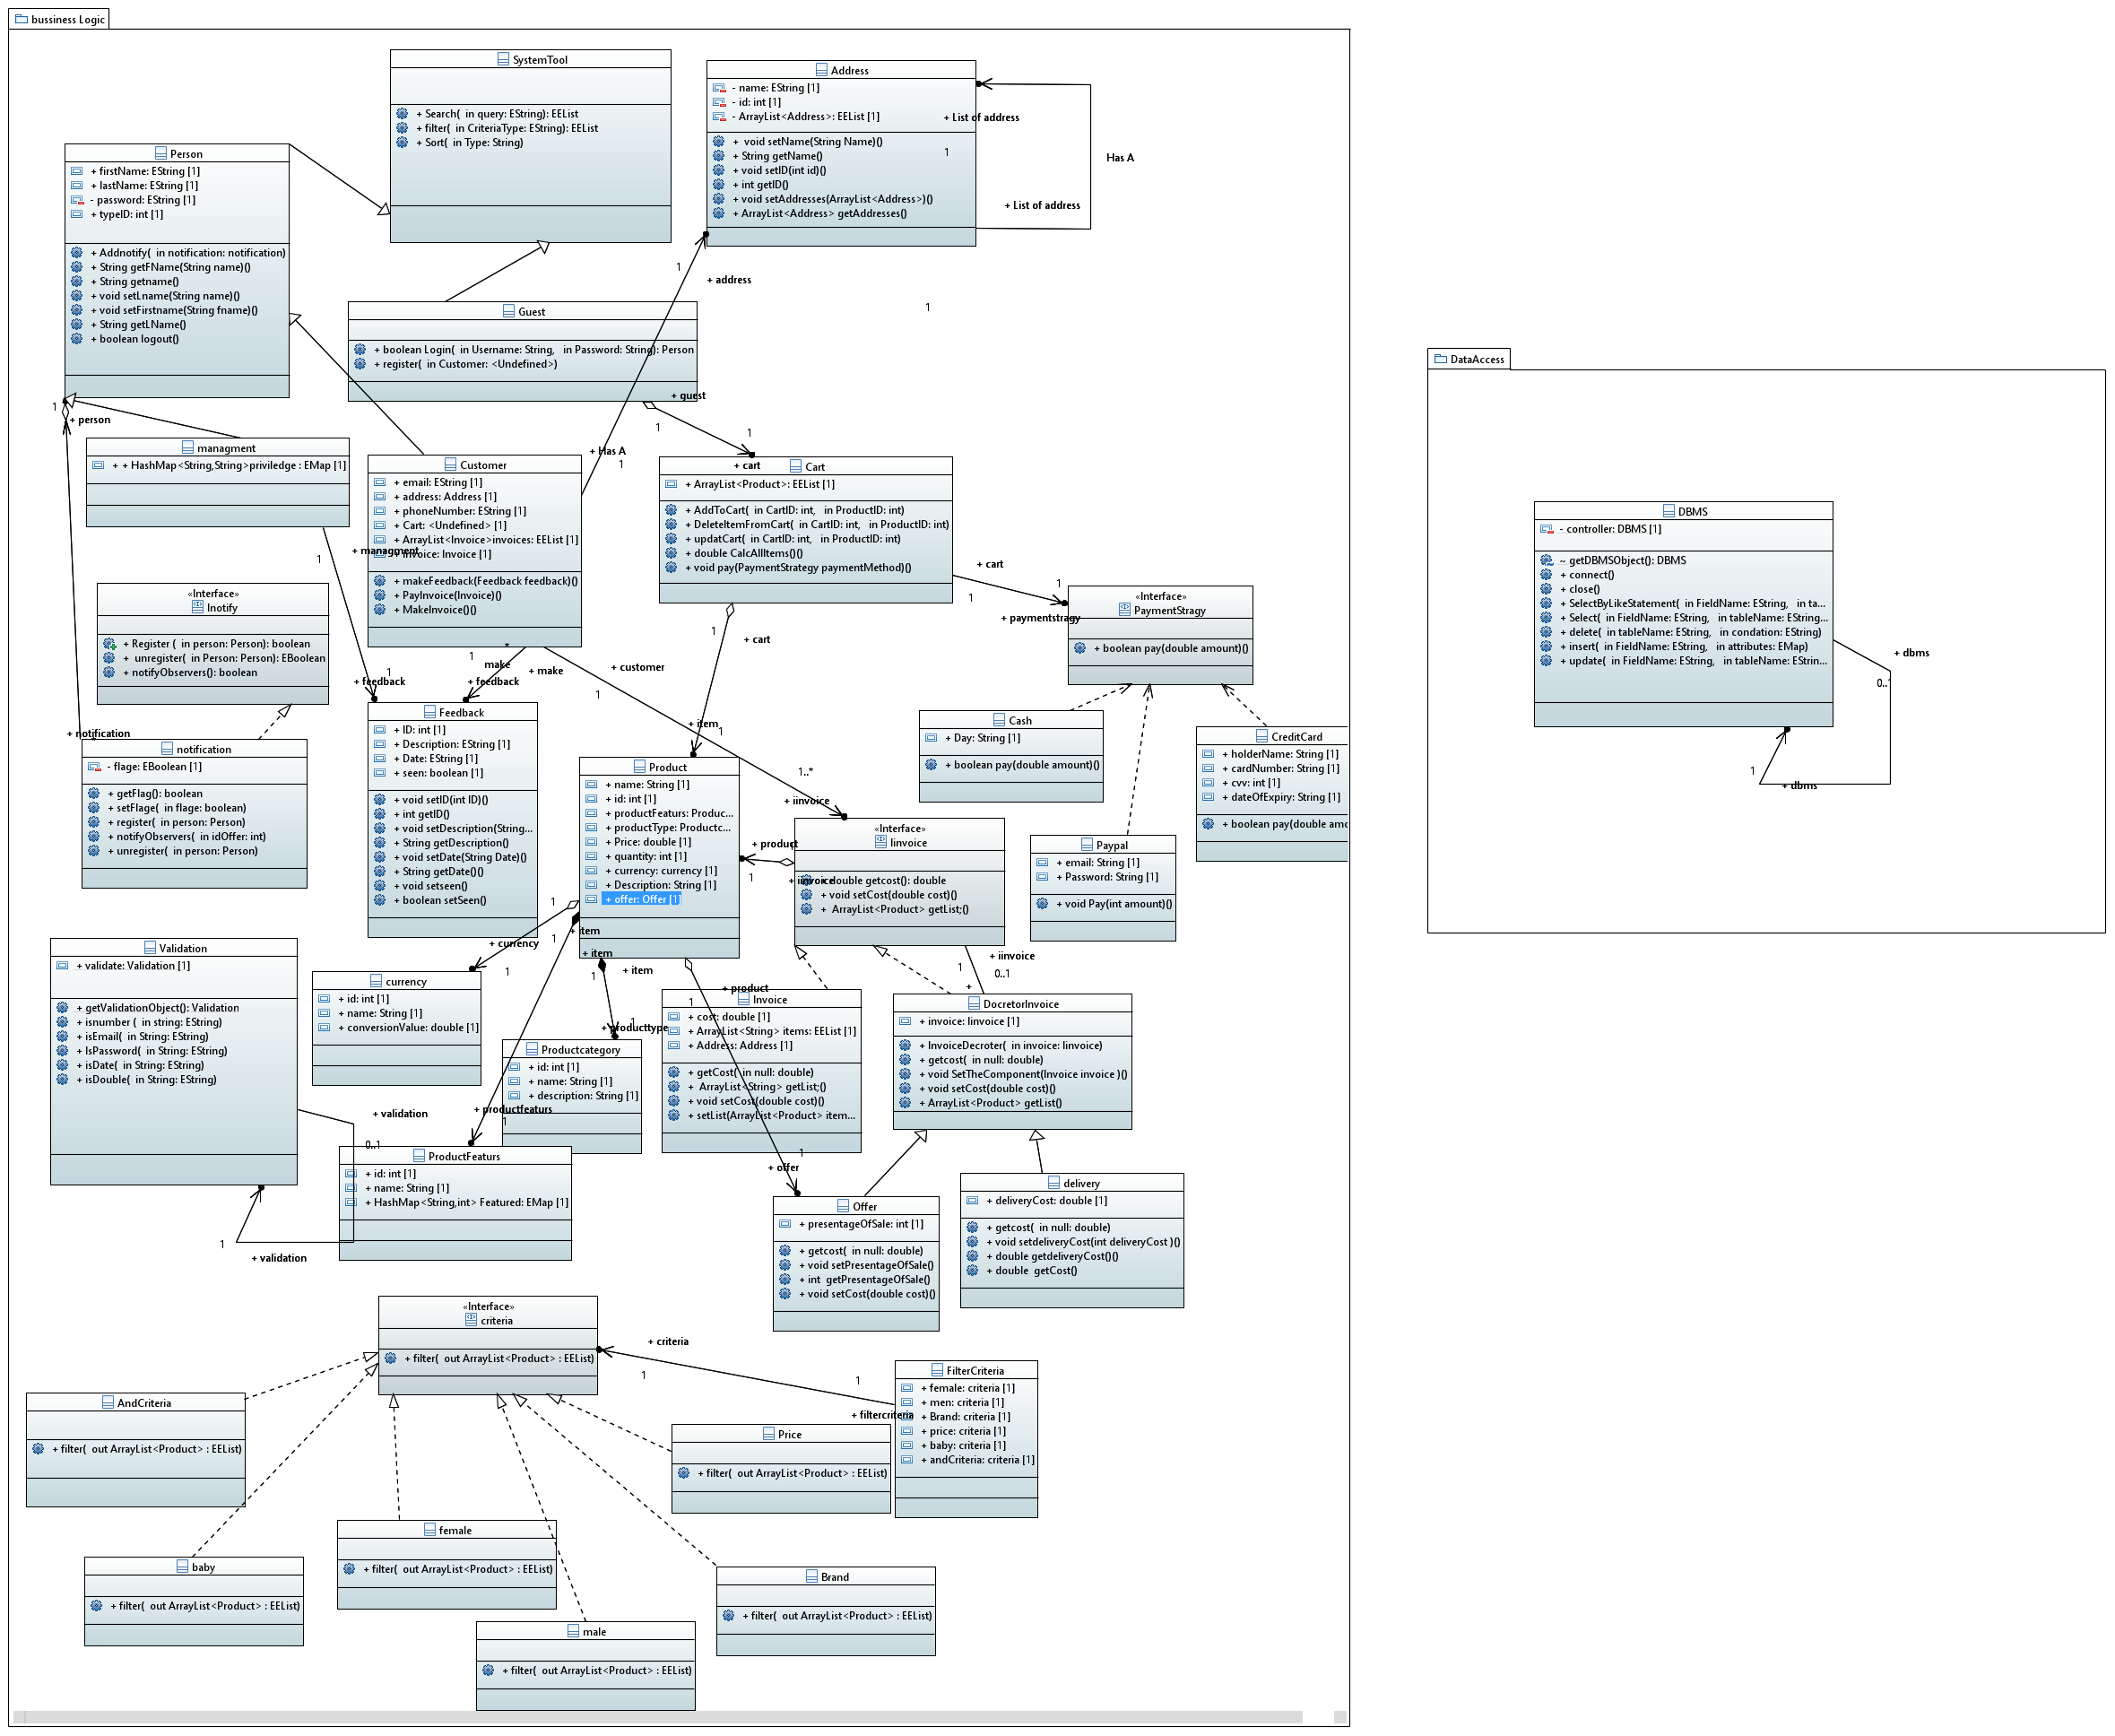 bussiness Logic
SystemTool
+ Search(  in query: EString): EEList
+ filter(  in CriteriaType: EString): EEList
+ Sort(  in Type: String)
Address
- name: EString [1]
- id: int [1]
- ArrayList<Address>: EEList [1]
+  void setName(String Name)()
+ String getName()
+ void setID(int id)()
+ int getID()
+ void setAddresses(ArrayList<Address>)()
+ ArrayList<Address> getAddresses()
+ List of address
1
Has A
+ List of address
Person
+ firstName: EString [1]
+ lastName: EString [1]
- password: EString [1]
+ typeID: int [1]
+ Addnotify(  in notification: notification)
+ String getFName(String name)()
+ String getname()
+ void setLname(String name)()
+ void setFirstname(String fname)()
+ String getLName()
+ boolean logout()
1
+ address
1
Guest
+ boolean Login(  in Username: String,   in Password: String): Person
+ register(  in Customer: <Undefined>)
+ guest
1
1
1
+ person
managment
+ + HashMap<String,String>priviledge : EMap [1]
1
+ managment
Customer
+ email: EString [1]
+ address: Address [1]
+ phoneNumber: EString [1]
+ Cart: <Undefined> [1]
+ ArrayList<Invoice>invoices: EEList [1]
+ invoice: Invoice [1]
+ makeFeedback(Feedback feedback)()
+ PayInvoice(Invoice)()
+ MakeInvoice()()
+ Has A
1
+ cart
Cart
+ ArrayList<Product>: EEList [1]
+ AddToCart(  in CartID: int,   in ProductID: int)
+ DeleteItemFromCart(  in CartID: int,   in ProductID: int)
+ updatCart(  in CartID: int,   in ProductID: int)
+ double CalcAllItems()()
+ void pay(PaymentStrategy paymentMethod)()
+ cart
1
1
+ paymentstragy
«Interface»
PaymentStragy
+ boolean pay(double amount)()
«Interface»
Inotify
+ Register (  in person: Person): boolean
+  unregister(  in Person: Person): EBoolean
+ notifyObservers(): boolean
+ notification
notification
- flage: EBoolean [1]
+ getFlag(): boolean
+ setFlage(  in flage: boolean)
+ register(  in person: Person)
+ notifyObservers(  in idOffer: int)
+ unregister(  in person: Person)
1
+ feedback
*
1
make
+ make
+ feedback
+ customer
1
1
+ cart
+ item
1
1..*
+ iinvoice
Feedback
+ ID: int [1]
+ Description: EString [1]
+ Date: EString [1]
+ seen: boolean [1]
+ void setID(int ID)()
+ int getID()
+ void setDescription(String...
+ String getDescription()
+ void setDate(String Date)()
+ String getDate()()
+ void setseen()
+ boolean setSeen()
Product
+ name: String [1]
+ id: int [1]
+ productFeaturs: Produc...
+ productType: Productc...
+ Price: double [1]
+ quantity: int [1]
+ currency: currency [1]
+ Description: String [1]
+ offer: Offer [1]
+ product
1
+ iinvoice
«Interface»
Iinvoice
+ double getcost(): double
+ void setCost(double cost)()
+  ArrayList<Product> getList;()
Cash
+ Day: String [1]
+ boolean pay(double amount)()
CreditCard
+ holderName: String [1]
+ cardNumber: String [1]
+ cvv: int [1]
+ dateOfExpiry: String [1]
+ boolean pay(double amo
Paypal
+ email: String [1]
+ Password: String [1]
+ void Pay(int amount)()
Validation
+ validate: Validation [1]
+ getValidationObject(): Validation
+ isnumber (  in string: EString)
+ isEmail(  in String: EString)
+ IsPassword(  in String: EString)
+ isDate(  in String: EString)
+ isDouble(  in String: EString)
+ validation
0..1
1
+ validation
1
1
+ item
+ currency
1
+ item
1
+ item
+ product
1
currency
+ id: int [1]
+ name: String [1]
+ conversionValue: double [1]
1
+ producttype
Productcategory
+ id: int [1]
+ name: String [1]
+ description: String [1]
+ productfeaturs
1
ProductFeaturs
+ id: int [1]
+ name: String [1]
+ HashMap<String,int> Featured: EMap [1]
Invoice
+ cost: double [1]
+ ArrayList<String> items: EEList [1]
+ Address: Address [1]
+ getCost(  in null: double)
+  ArrayList<String> getList;()
+ void setCost(double cost)()
+ setList(ArrayList<Product> item...
+ iinvoice
1
0..1
+
DocretorInvoice
+ invoice: Iinvoice [1]
+ InvoiceDecroter(  in invoice: Iinvoice)
+ getcost(  in null: double)
+ void SetTheComponent(Invoice invoice )()
+ void setCost(double cost)()
+ ArrayList<Product> getList()
1
+ offer
Offer
+ presentageOfSale: int [1]
+ getcost(  in null: double)
+ void setPresentageOfSale()
+ int  getPresentageOfSale()
+ void setCost(double cost)()
delivery
+ deliveryCost: double [1]
+ getcost(  in null: double)
+ void setdeliveryCost(int deliveryCost )()
+ double getdeliveryCost()()
+ double  getCost()
«Interface»
criteria
+ filter(  out ArrayList<Product> : EEList)
+ criteria
1
1
+ filtercriteria
FilterCriteria
+ female: criteria [1]
+ men: criteria [1]
+ Brand: criteria [1]
+ price: criteria [1]
+ baby: criteria [1]
+ andCriteria: criteria [1]
AndCriteria
+ filter(  out ArrayList<Product> : EEList)
Price
+ filter(  out ArrayList<Product> : EEList)
female
+ filter(  out ArrayList<Product> : EEList)
baby
+ filter(  out ArrayList<Product> : EEList)
Brand
+ filter(  out ArrayList<Product> : EEList)
male
+ filter(  out ArrayList<Product> : EEList)
DataAccess
DBMS
- controller: DBMS [1]
~ getDBMSObject(): DBMS
+ connect()
+ close()
+ SelectByLikeStatement(  in FieldName: EString,   in ta...
+ Select(  in FieldName: EString,   in tableName: EString...
+ delete(  in tableName: EString,   in condation: EString)
+ insert(  in FieldName: EString,   in attributes: EMap)
+ update(  in FieldName: EString,   in tableName: EStrin...
+ dbms
0..1
1
+ dbms